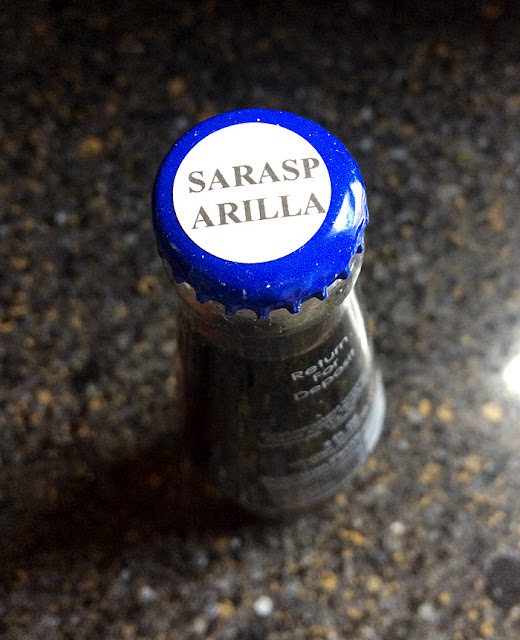 SARASP
ARILLA
Return
For
Deposit